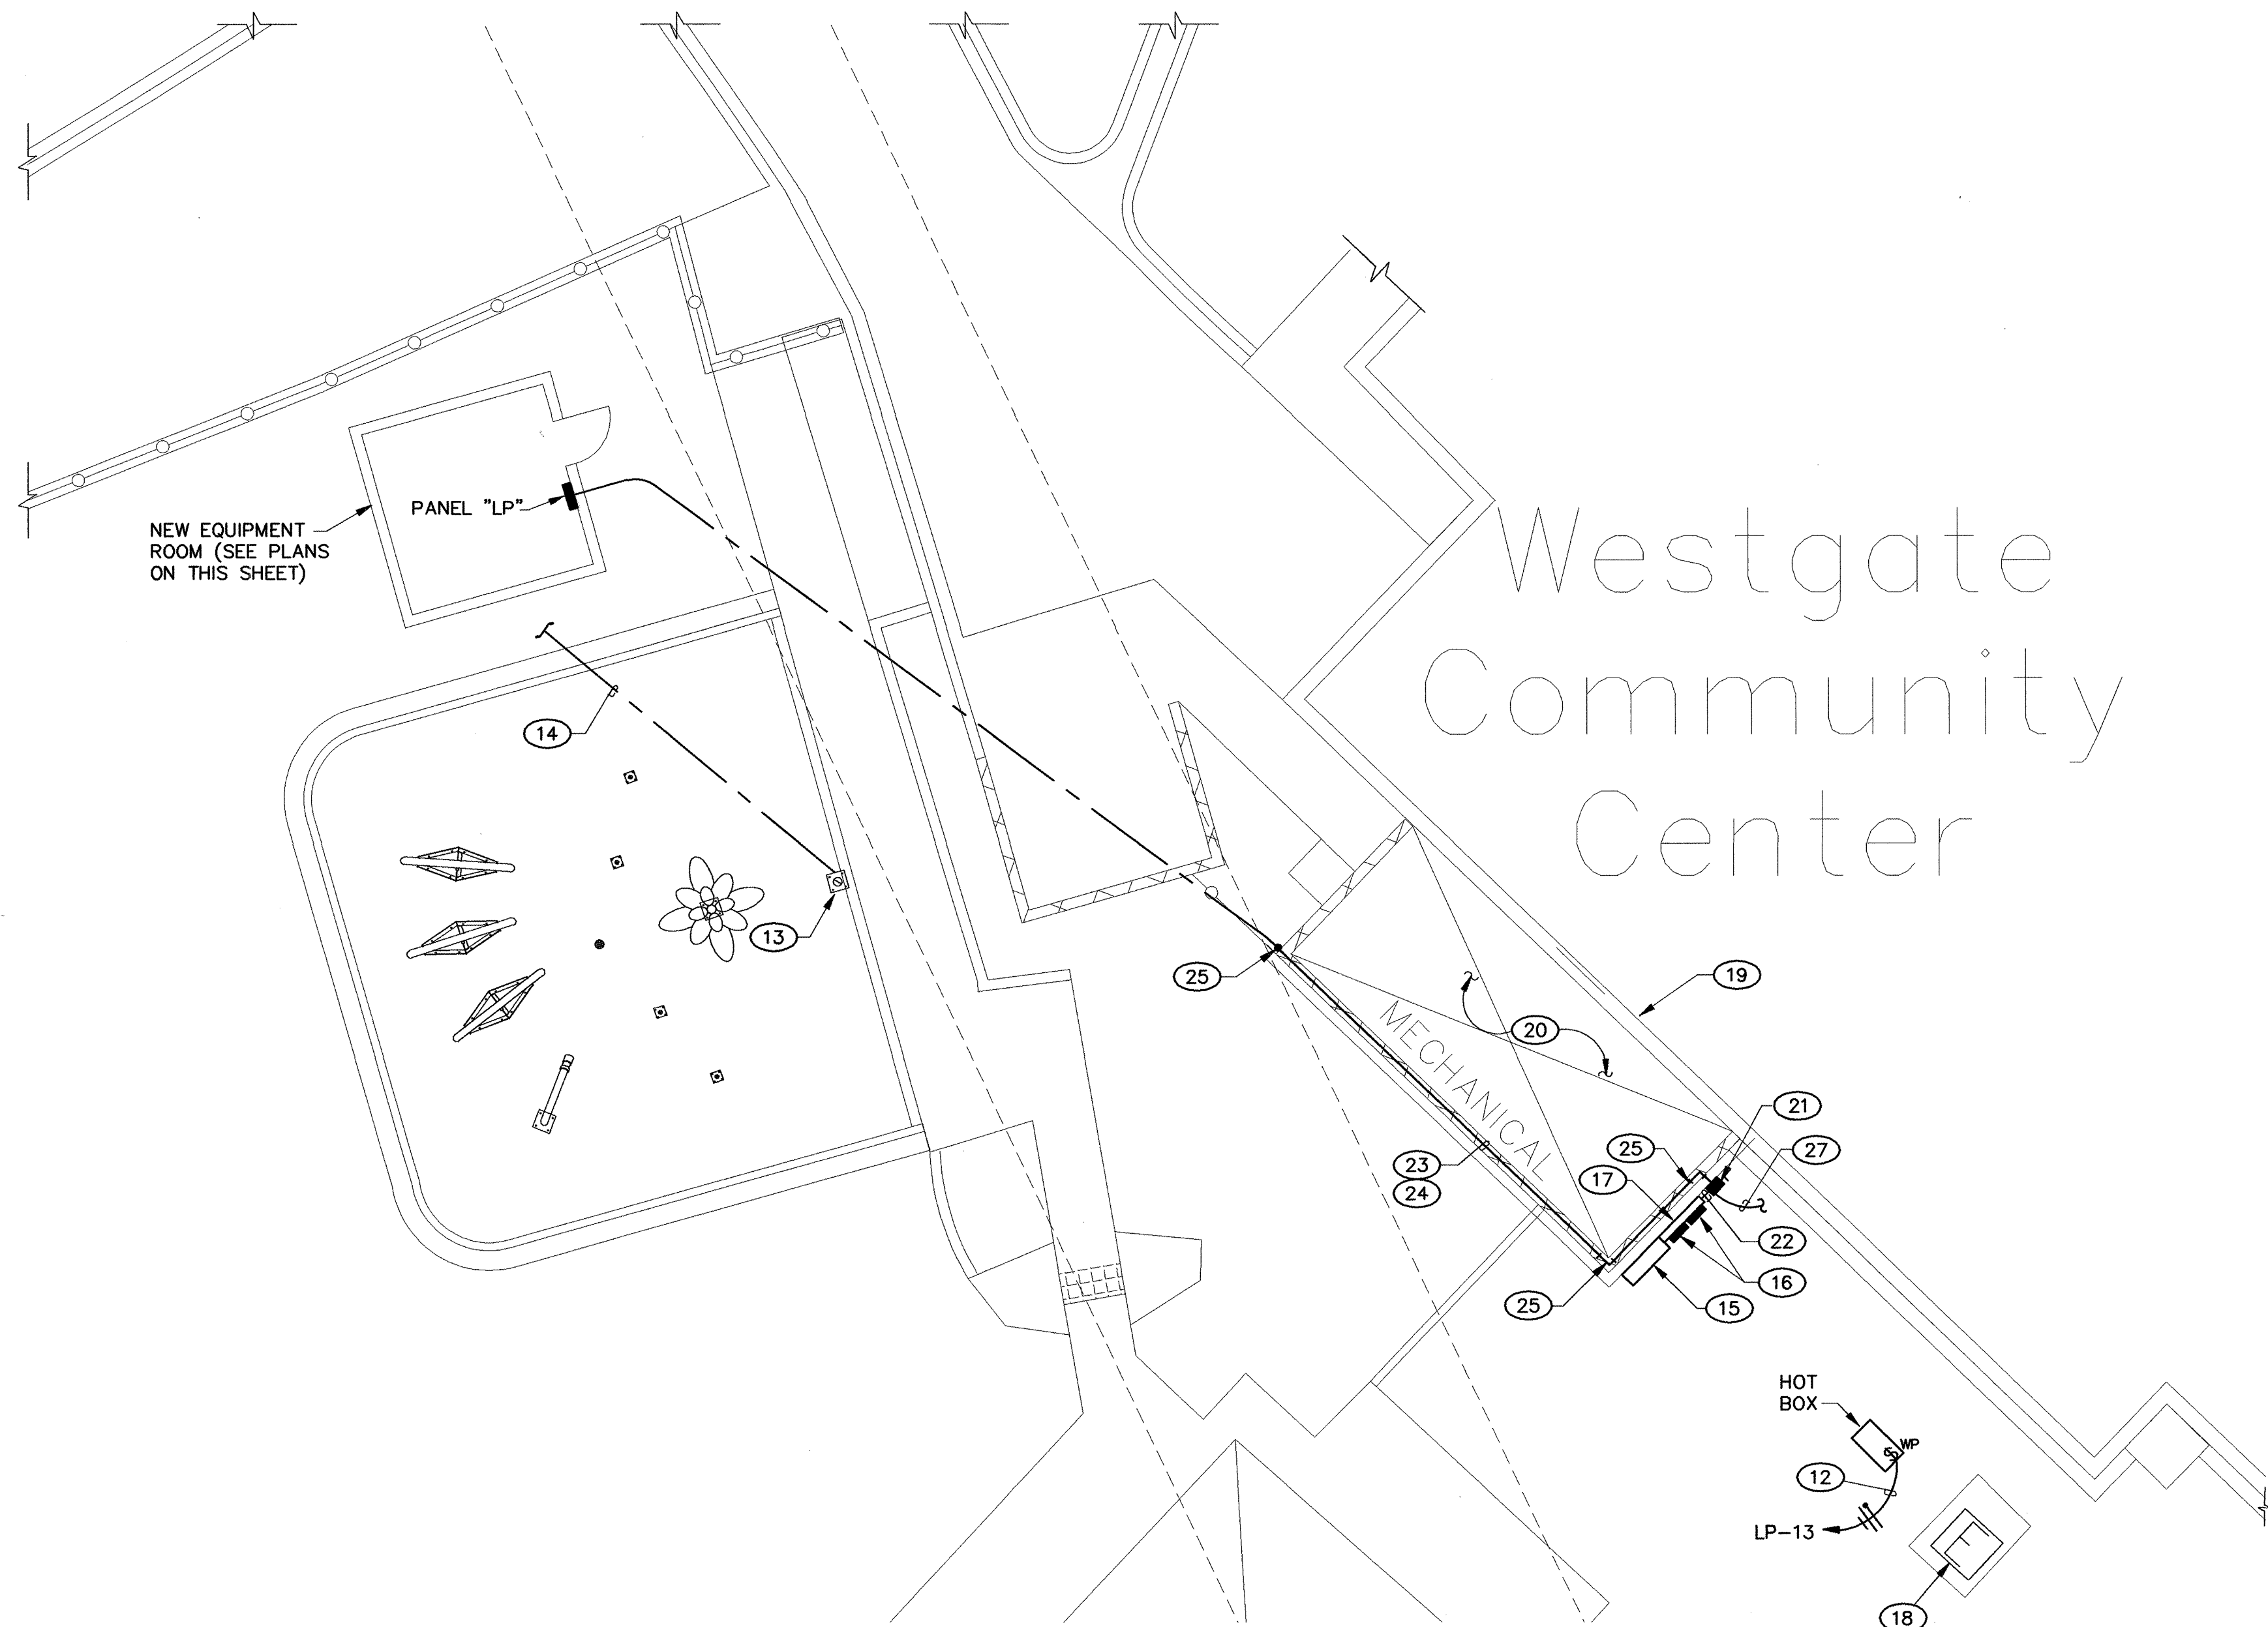 NEW EQUIPMENT
ROOM (SEE PLANS
ON THIS SHEET)
PANEL "LP"
Westgate
Community
Center
14
13
25
19
20
MECHANICAL
21
25
27
23
17
24
22
16
25
15
HOT
BOX
$WP
12
LP-13
E
18